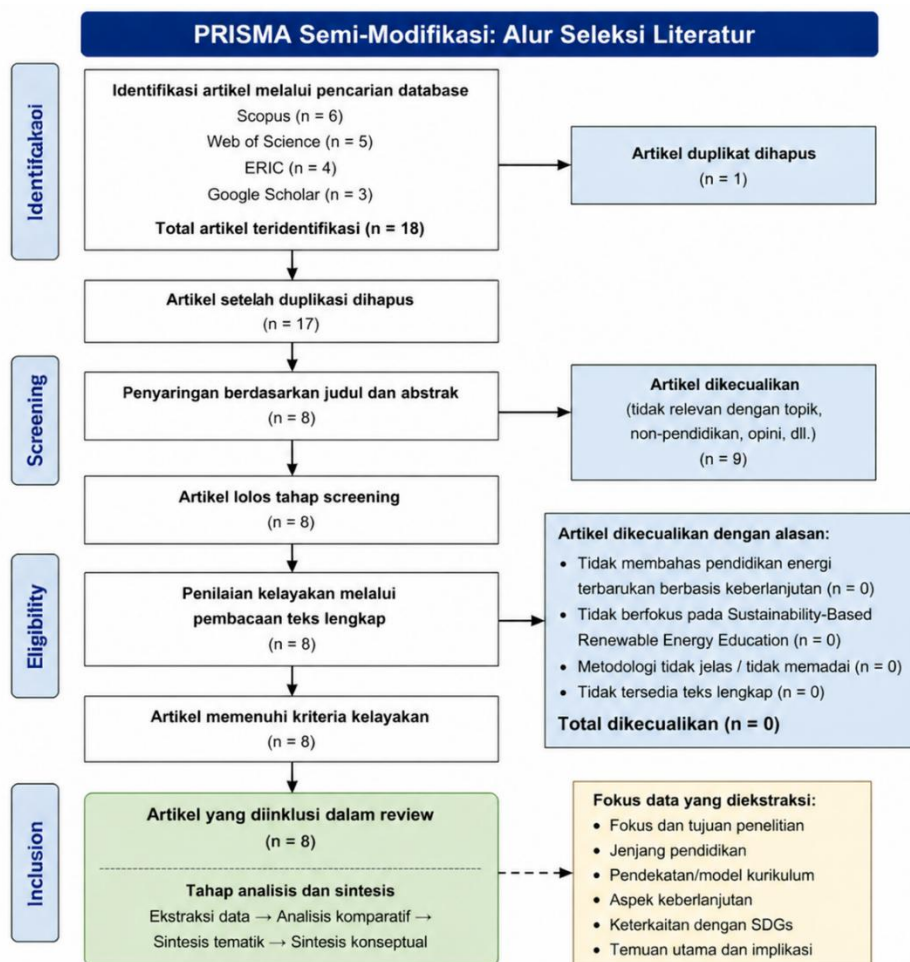 PRISMA Semi-Modifikasi: Alur Seleksi Literatur
Identifcakaoi
Identifikasi artikel melalui pencarian database
Scopus (n = 6)
Web of Science (n = 5)
ERIC (n = 4)
Google Scholar (n = 3)
Total artikel teridentifikasi (n = 18)
Artikel duplikat dihapus
(n = 1)
Artikel setelah duplikasi dihapus
(n = 17)
Screening
Penyaringan berdasarkan judul dan abstrak
(n = 8)
Artikel dikecualikan
(tidak relevan dengan topik,
non-pendidikan, opini, dll.)
(n = 9)
Artikel lolos tahap screening
(n = 8)
Eligibility
Penilaian kelayakan melalui
pembacaan teks lengkap
(n = 8)
Artikel dikecualikan dengan alasan:
• Tidak membahas pendidikan energi
terbarukan berbasis keberlanjutan (n = 0)
• Tidak berfokus pada Sustainability-Based
Renewable Energy Education (n = 0)
• Metodologi tidak jelas / tidak memadai (n = 0)
• Tidak tersedia teks lengkap (n = 0)
Total dikecualikan (n = 0)
Artikel memenuhi kriteria kelayakan
(n = 8)
Inclusion
Artikel yang diinklusi dalam review
(n = 8)
Tahap analisis dan sintesis
Ekstraksi data → Analisis komparatif →
Sintesis tematik → Sintesis konseptual
Fokus data yang diekstraksi:
• Fokus dan tujuan penelitian
• Jenjang pendidikan
• Pendekatan/model kurikulum
• Aspek keberlanjutan
• Keterkaitan dengan SDGs
• Temuan utama dan implikasi